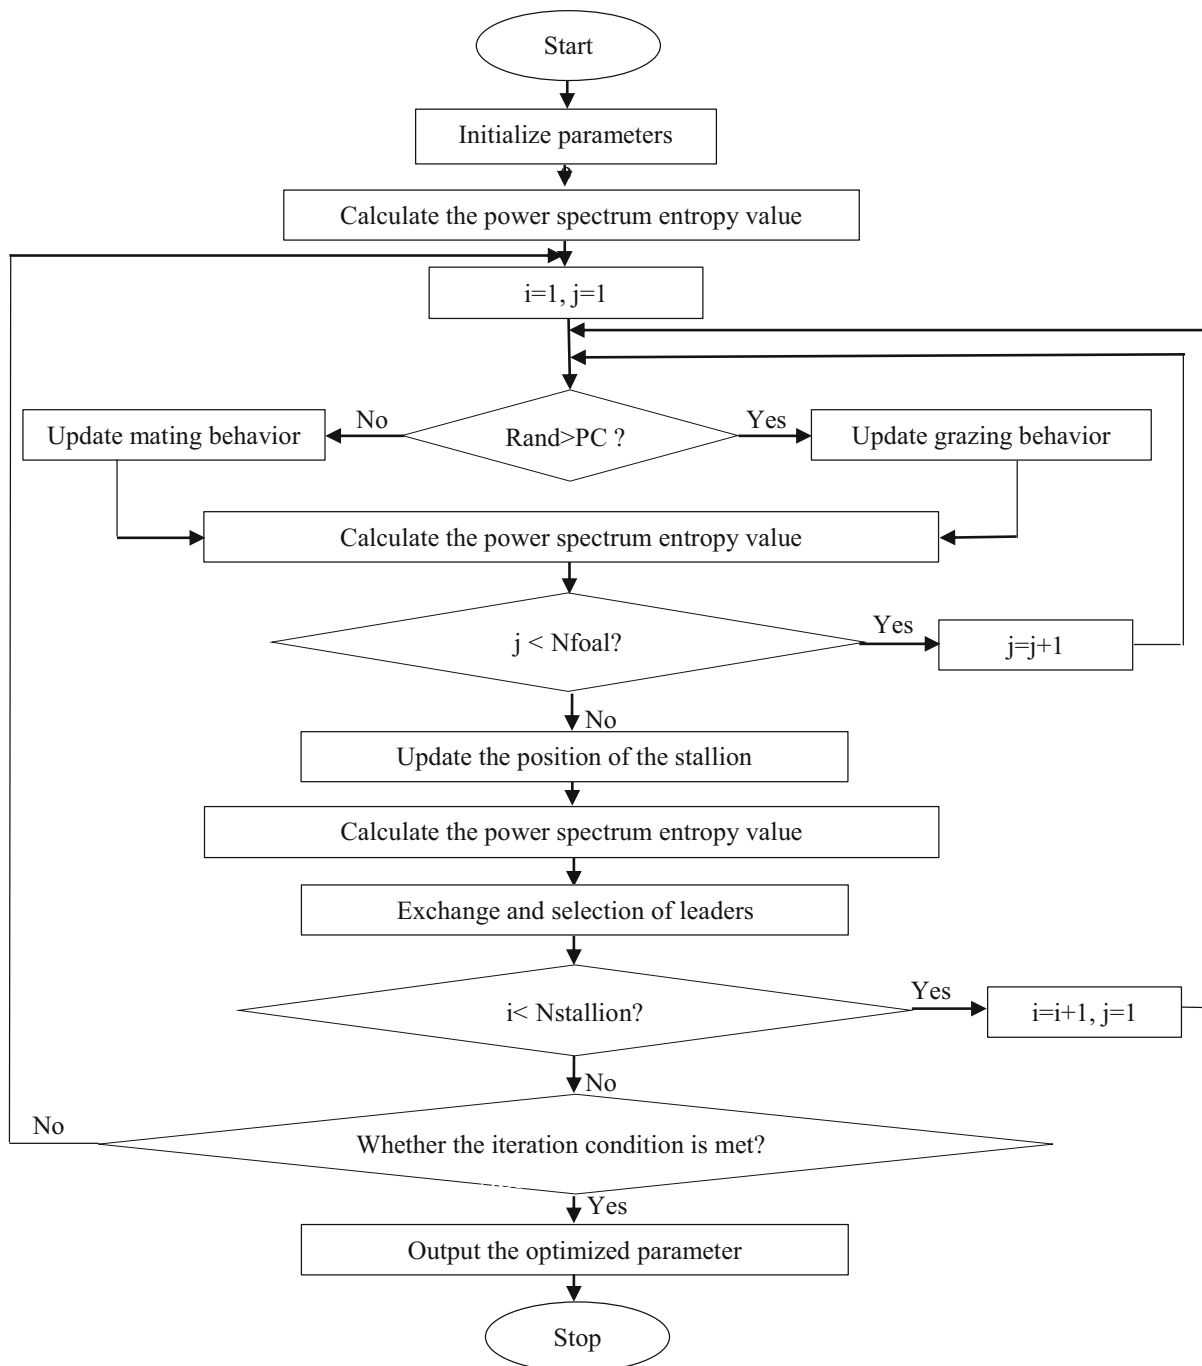 Start
Initialize parameters
Calculate the power spectrum entropy value
i=1, j=1
No
Rand>PC ?
Yes
Update mating behavior
Update grazing behavior
Calculate the power spectrum entropy value
j < Nfoal?
Yes
j=j+1
No
Update the position of the stallion
Calculate the power spectrum entropy value
Exchange and selection of leaders
i< Nstallion?
Yes
i=i+1, j=1
No
No
Whether the iteration condition is met?
Yes
Output the optimized parameter
Stop